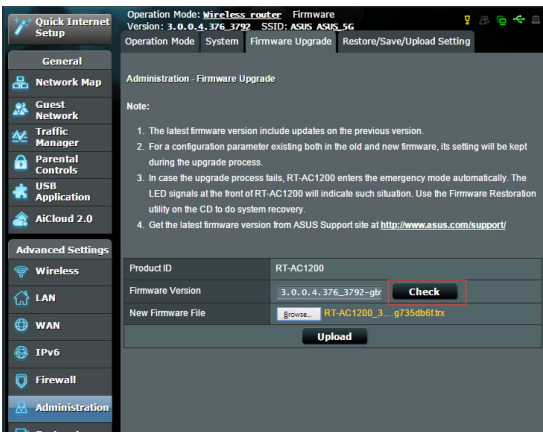 Quick Internet
Setup
Operation Mode: Wireless router Firmware
Version: 3.0.0.4.376_3792 SSID: ASUS ASUS_5G
Operation Mode System Firmware Upgrade Restore/Save/Upload Setting
General
Network Map
Guest
Network
Traffic
Manager
Parental
Controls
USB
Application
AiCloud 2.0
Advanced Settings
Wireless
LAN
WAN
IPv6
Firewall
Administration
Administration - Firmware Upgrade
Note:
1. The latest firmware version include updates on the previous version.
2. For a configuration parameter existing both in the old and new firmware, its setting will be kept
during the upgrade process.
3. In case the upgrade process fails, RT-AC1200 enters the emergency mode automatically. The
LED signals at the front of RT-AC1200 will indicate such situation. Use the Firmware Restoration
utility on the CD to do system recovery.
4. Get the latest firmware version from ASUS Support site at http://www.asus.com/support/
Product ID RT-AC1200
Firmware Version 3.0.0.4.376_3792-gb Check
New Firmware File Browse... RT-AC1200_3....g735db6f.trx
Upload